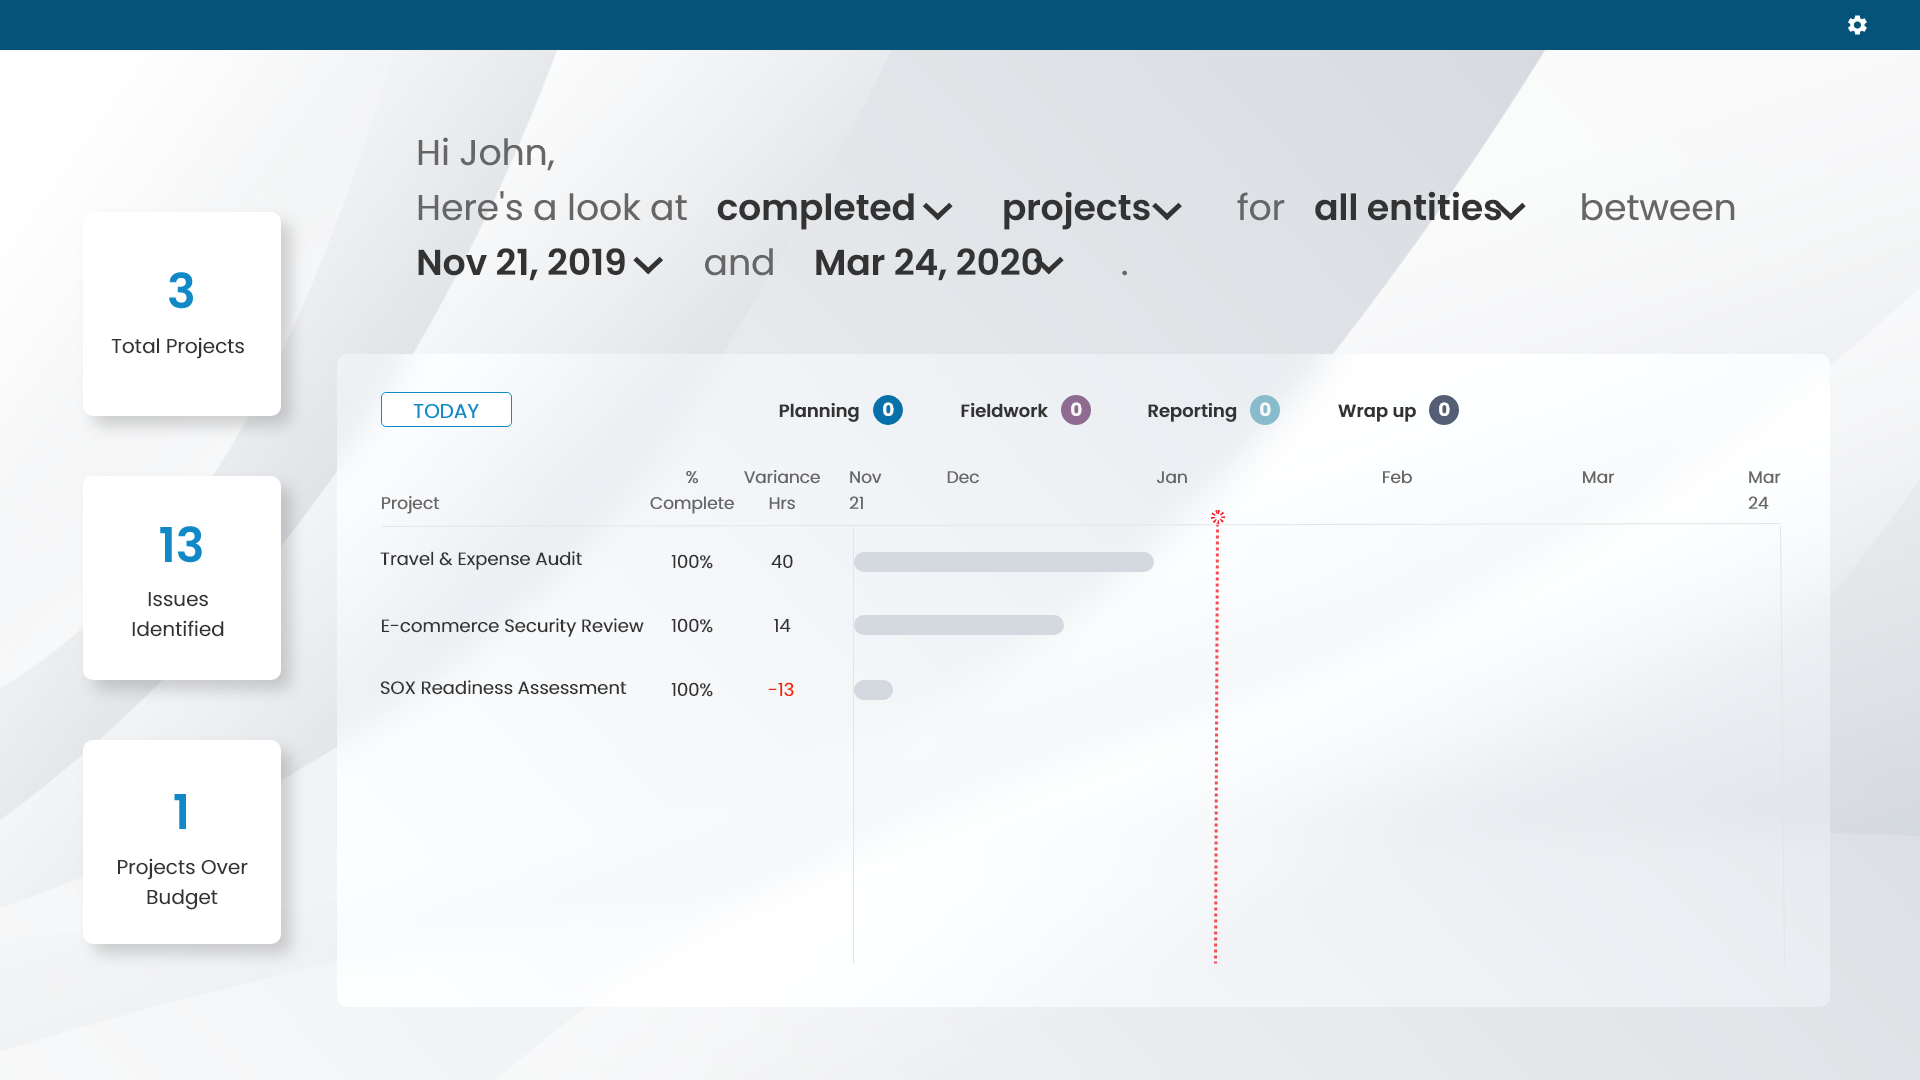 Hi John,
Here's a look at completed projects for all entities between
Nov 21, 2019 and Mar 24, 2020 .
3
Total Projects
13
Issues
Identified
1
Projects Over
Budget
TODAY
Planning 0 Fieldwork 0 Reporting 0 Wrap up 0
% Variance Nov Dec Jan Feb Mar Mar
Project Complete Hrs 21 24
Travel & Expense Audit 100% 40
E-commerce Security Review 100% 14
SOX Readiness Assessment 100% -13